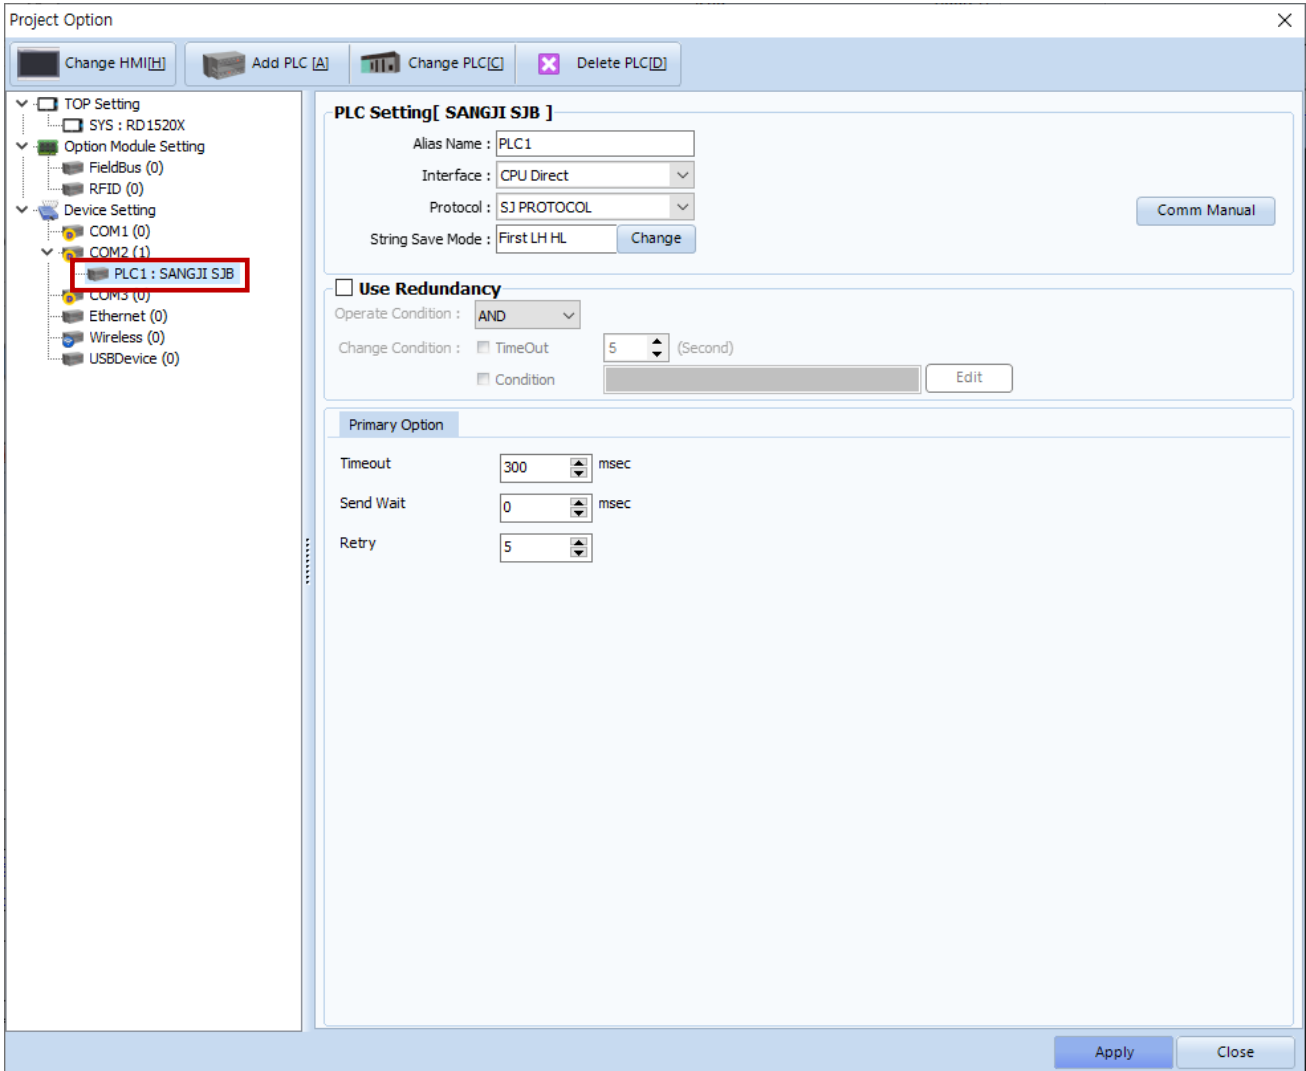 Project Option
Change HMI[H]
Add PLC [A]
Change PLC[C]
Delete PLC[D]
TOP Setting
SYS : RD1520X
Option Module Setting
FieldBus (0)
RFID (0)
Device Setting
COM1 (0)
COM2 (1)
PLC1 : SANGJI SJB
COM3 (0)
Ethernet (0)
Wireless (0)
USBDevice (0)
PLC Setting[ SANGJI SJB ]
Alias Name : PLC1
Interface : CPU Direct
Protocol : SJ PROTOCOL
Comm Manual
String Save Mode : First LH HL Change
Use Redundancy
Operate Condition : AND
Change Condition : TimeOut 5 (Second)
Condition Edit
Primary Option
Timeout 300 msec
Send Wait 0 msec
Retry 5
Apply Close